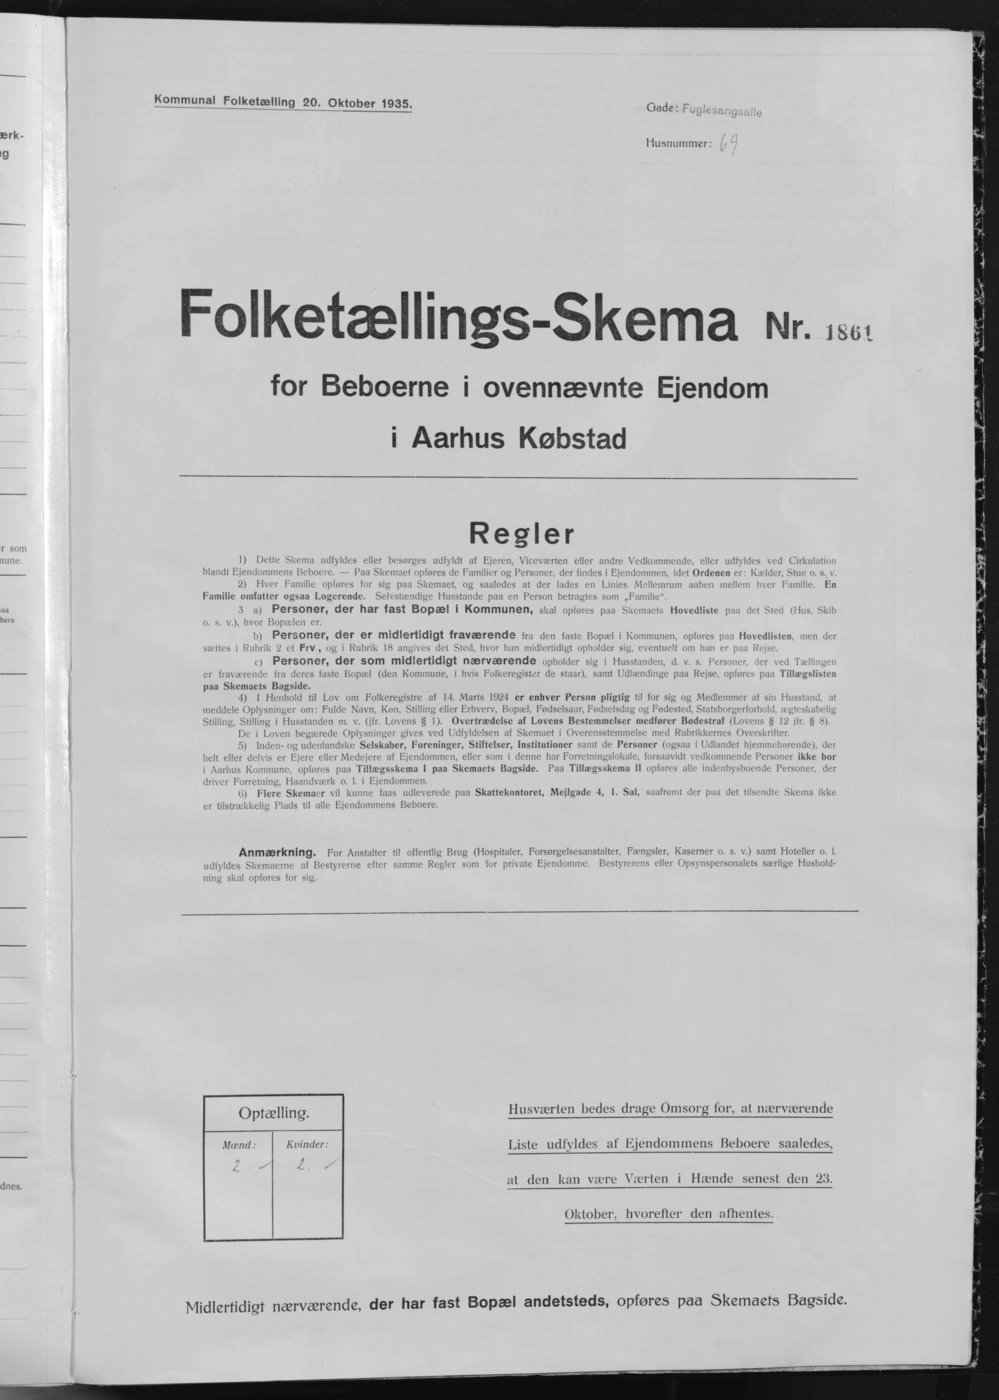 Kommunal Folketælling 20. Oktober 1935.
Gade: Fuglesangsalle
Husnummer: 69
Folketællings-Skema Nr. 1861
for Beboerne i ovennævnte Ejendom
i Aarhus Købstad
Regler
1) Dette Skema udfyldes eller besørges udfyldt af Ejeren, Viceværten eller andre Vedkommende, eller udfyldes ved Cirkulation
blandt Ejendommens Beboere. — Paa Skemaet opføres de Familier og Personer, der findes i Ejendommen, idet Ordenen er: Kælder, Stue o. s. v.
2) Hver Familie opføres for sig paa Skemaet, og saaledes at der lades en Linies Mellemrum aaben mellem hver Familie. En
Familie omfatter ogsaa Logerende. Selvstændige Husstande paa en Person betragtes som „Familie“.
3 a) Personer, der har fast Bopæl i Kommunen, skal opføres paa Skemaets Hovedliste paa det Sted (Hus, Skib
o. s. v.), hvor Bopælen er.
b) Personer, der er midlertidigt fraværende fra den faste Bopæl i Kommunen, opføres paa Hovedlisten, men der
sættes i Rubrik 2 et Frv., og i Rubrik 18 angives det Sted, hvor han midlertidigt opholder sig, eventuelt om han er paa Rejse.
c) Personer, der som midlertidigt nærværende opholder sig i Husstanden, d. v. s. Personer, der ved Tællingen
er fraværende fra deres faste Bopæl (den Kommune, i hvis Folkeregister de staar), samt Udlændinge paa Rejse, opføres paa Tillægslisten
paa Skemaets Bagside.
4) I Henhold til Lov om Folkeregistre af 14. Marts 1924 er enhver Person pligtig til for sig og Medlemmer af sin Husstand, at
meddele Oplysninger om: Fulde Navn, Køn, Stilling eller Erhverv, Bopæl, Fødselsaar, Fødselsdag og Fødested, Statsborgerforhold, ægteskabelig
Stilling, Stilling i Husstanden m. v. (jfr. Lovens § 1). Overtrædelse af Lovens Bestemmelser medfører Bødestraf (Lovens § 12 jfr. § 8).
De i Loven begærede Oplysninger gives ved Udfyldelsen af Skemaet i Overensstemmelse med Rubrikkernes Overskrifter.
5) Inden- og udenlandske Selskaber, Foreninger, Stiftelser, Institutioner samt de Personer (ogsaa i Udlandet hjemmehørende), der
helt eller delvis er Ejere eller Medejere af Ejendommen, eller som i denne har Forretningslokale, forsaavidt vedkommende Personer ikke bor
i Aarhus Kommune, opføres paa Tillægsskema I paa Skemaets Bagside. Paa Tillægsskema II opføres alle indenbysboende Personer, der
driver Forretning, Haandværk o. l. i Ejendommen.
6) Flere Skemaer vil kunne faas udleverede paa Skattekontoret, Mejlgade 4, 1. Sal, saafremt der paa det tilsendte Skema ikke
er tilstrækkelig Plads til alle Ejendommens Beboere.
Anmærkning. For Anstalter til offentlig Brug (Hospitaler, Forsørgelsesanstalter, Fængsler, Kaserner o. s. v.) samt Hoteller o. l.
udfyldes Skemaerne af Bestyrerne efter samme Regler som for private Ejendomme. Bestyrerens eller Opsynspersonalets særlige Hushold-
ning skal opføres for sig.
Optælling.
Mænd: Kvinder:
2 2.
Husværten bedes drage Omsorg for, at nærværende
Liste udfyldes af Ejendommens Beboere saaledes,
at den kan være Værten i Hænde senest den 23.
Oktober, hvorefter den afhentes.
Midlertidigt nærværende, der har fast Bopæl andetsteds, opføres paa Skemaets Bagside.